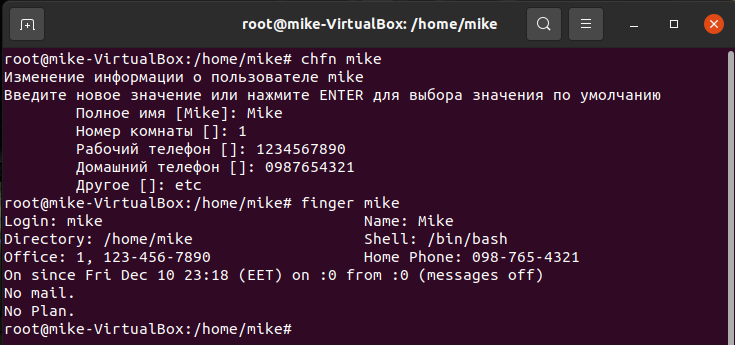 root@mike-VirtualBox: /home/mike
root@mike-VirtualBox:/home/mike# chfn mike
Изменение информации о пользователе mike
Введите новое значение или нажмите ENTER для выбора значения по умолчанию
        Полное имя [Mike]: Mike
        Номер комнаты []: 1
        Рабочий телефон []: 1234567890
        Домашний телефон []: 0987654321
        Другое []: etc
root@mike-VirtualBox:/home/mike# finger mike
Login: mike                             Name: Mike
Directory: /home/mike                   Shell: /bin/bash
Office: 1, 123-456-7890                 Home Phone: 098-765-4321
On since Fri Dec 10 23:18 (EET) on :0 from :0 (messages off)
No mail.
No Plan.
root@mike-VirtualBox:/home/mike#